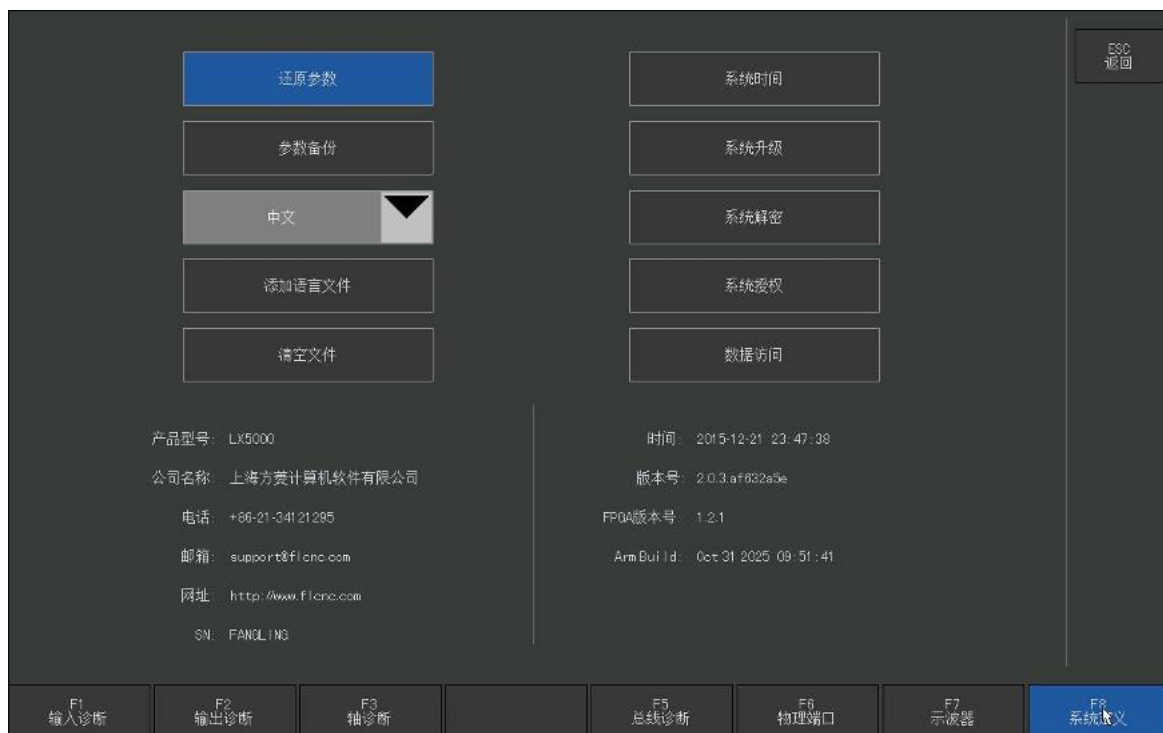 ESC
返回
还原参数
系统时间
参数备份
系统升级
中文
系统解密
添加语言文件
系统授权
清空文件
数据访问
产品型号: LX5000
公司名称: 上海方菱计算机软件有限公司
电话: +86-21-34121295
邮箱: support@flcnc.com
网址: http://www.flcnc.com
SN: FANGLING
时间: 2015-12-21 23:47:38
版本号: 2.0.3.af632a5e
FPGA版本号: 1.2.1
ArmBuild: Oct 31 2025 09:51:41
F1
输入诊断
F2
输出诊断
F3
轴诊断
F5
总线诊断
F6
物理端口
F7
示波器
F8
系统定义